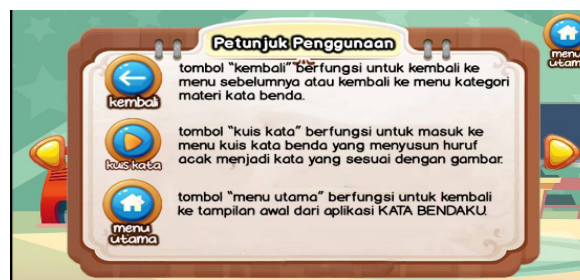 Petunjuk Penggunaan
menu
utama
kembali
tombol "kembali" berfungsi untuk kembali ke
menu sebelumnya atau kembali ke menu kategori
materi kata benda.
kuis kata
tombol "kuis kata" berfungsi untuk masuk ke
menu kuis kata benda yang menyusun huruf
acak menjadi kata yang sesuai dengan gambar.
menu
utama
tombol "menu utama" berfungsi untuk kembali
ke tampilan awal dari aplikasi KATA BENDAKU.